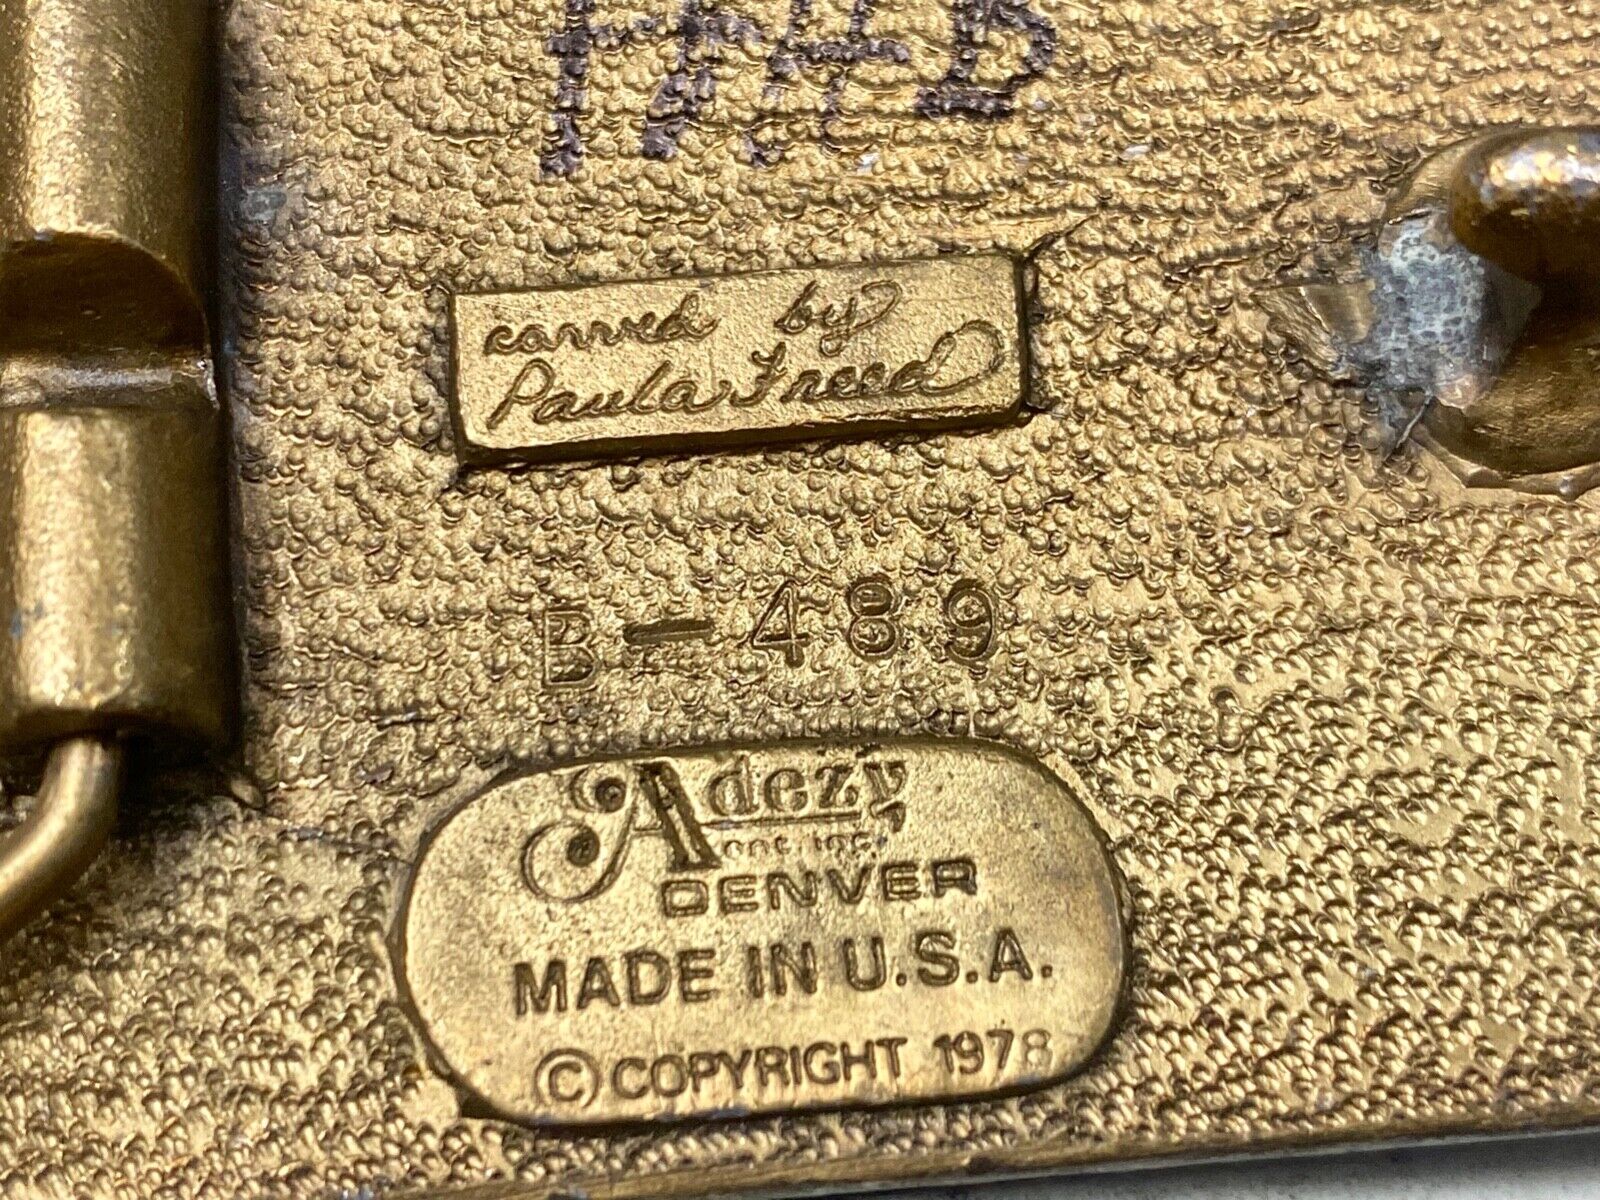 carved by
Paula Freed
B-489
Adezy
DENVER
MADE IN U.S.A.
©COPYRIGHT 1978